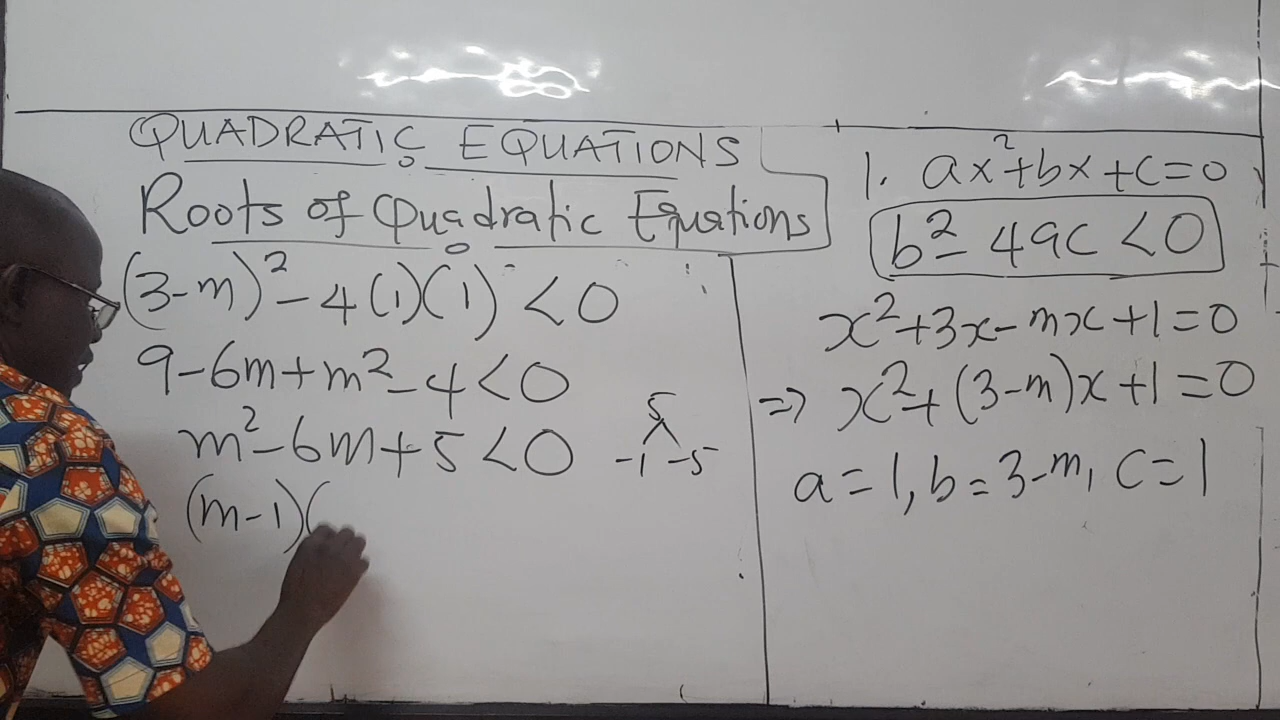 QUADRATIC EQUATIONS
Roots of Quadratic Equations
(3-m)² - 4(1)(1) < 0
9 - 6m + m² - 4 < 0
m² - 6m + 5 < 0
5
-1 -5
(m-1)(
1. ax² + bx + c = 0
b² - 4ac < 0
x² + 3x - mx + 1 = 0
⇒ x² + (3-m)x + 1 = 0
a = 1, b = 3-m, c = 1